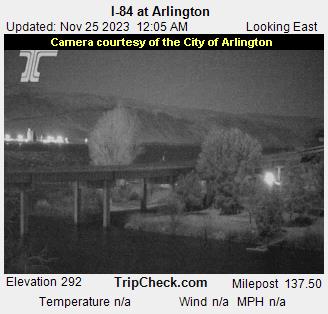 I-84 at Arlington
Updated: Nov 25 2023 12:05 AM Looking East
Camera courtesy of the City of Arlington
Elevation 292 TripCheck.com Milepost 137.50
Temperature n/a Wind n/a MPH n/a